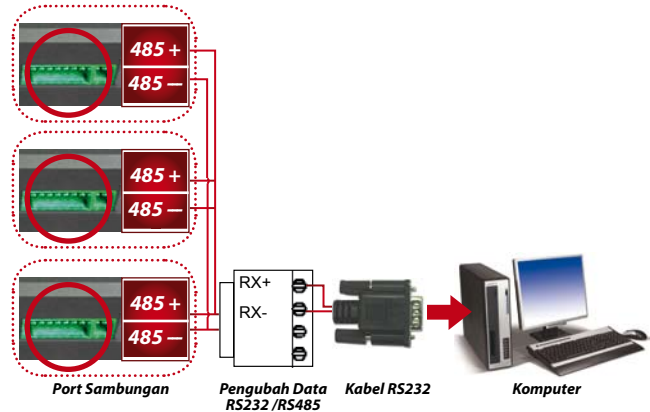 485 +
485 —
485 +
485 —
485 +
485 —
RX+
RX-
Port Sambungan
Pengubah Data
RS232 /RS485
Kabel RS232
Komputer